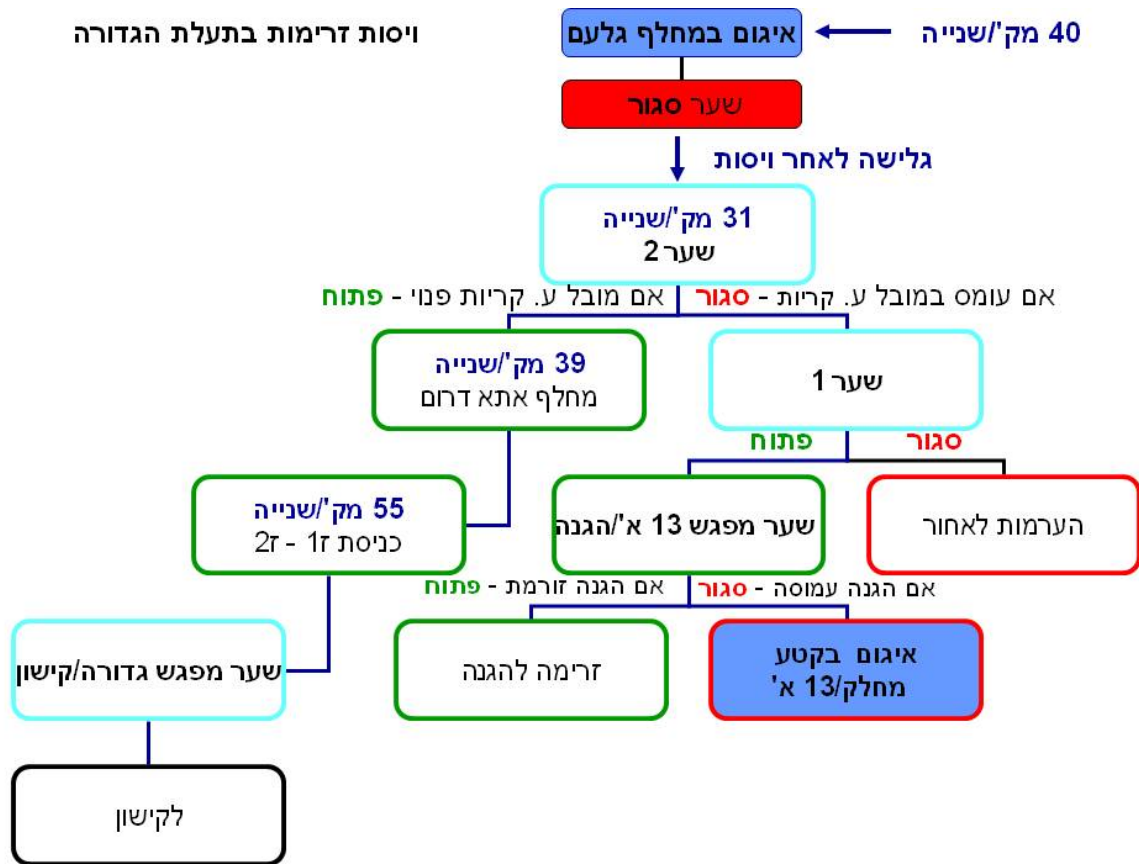 ויסות זרימות בתעלת הגדורה
40 מק'/שנייה
איגום במחלף גלעם
שער סגור
גלישה לאחר ויסות
31 מק'/שנייה
שער 2
אם עומס במובל ע. קריות - סגור
אם מובל ע. קריות פנוי - פתוח
שער 1
39 מק'/שנייה
מחלף אתא דרום
סגור
פתוח
הערמות לאחור
שער מפגש 13 א'/הגנה
55 מק'/שנייה
כניסת ז1 - ז2
אם הגנה עמוסה - סגור
אם הגנה זורמת - פתוח
איגום בקטע
מחלק/13 א'
זרימה להגנה
שער מפגש גדורה/קישון
לקישון